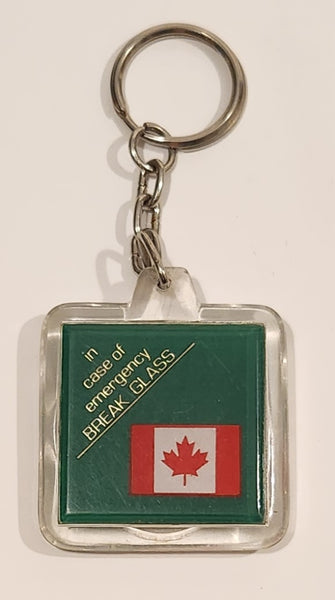 in
case of
emergency
BREAK GLASS